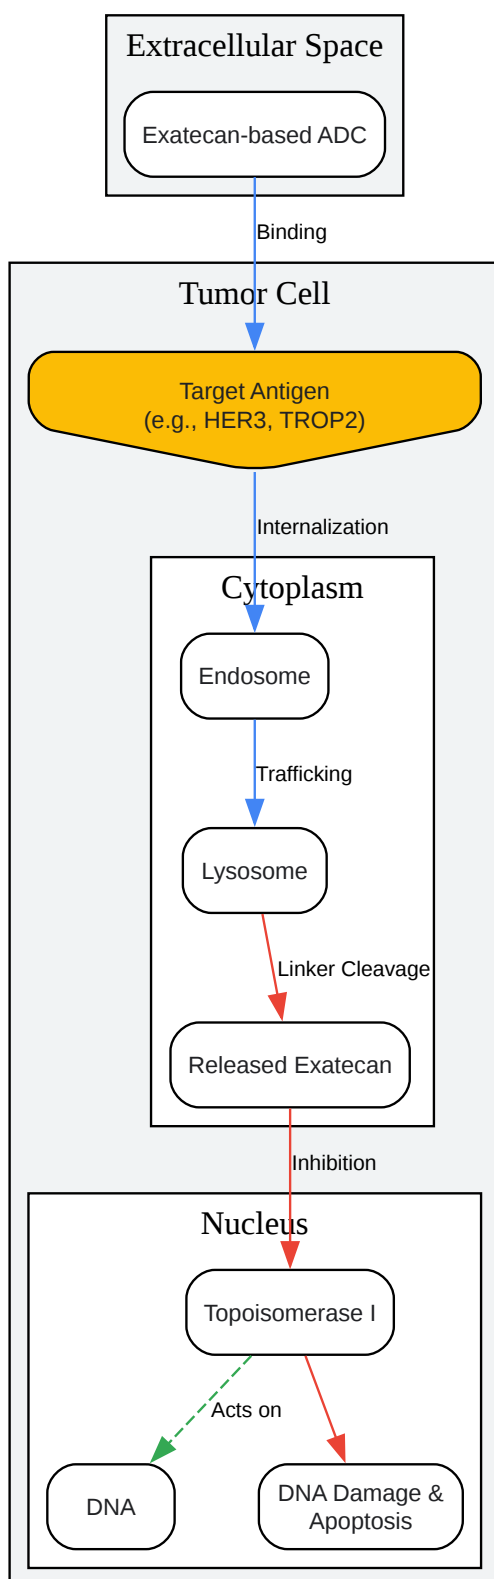 Extracellular Space
Exatecan-based ADC
Binding
Tumor Cell
Target Antigen
(e.g., HER3, TROP2)
Internalization
Cytoplasm
Endosome
Trafficking
Lysosome
Linker Cleavage
Released Exatecan
Inhibition
Nucleus
Topoisomerase I
Acts on
DNA
DNA Damage &
Apoptosis